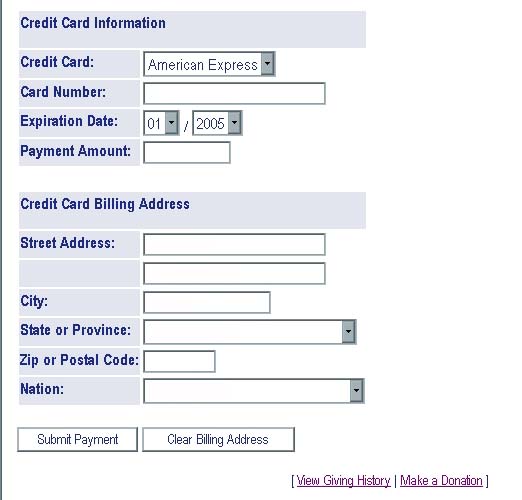 Credit Card Information
Credit Card: American Express
Card Number:
Expiration Date: 01 / 2005
Payment Amount:
Credit Card Billing Address
Street Address:
City:
State or Province:
Zip or Postal Code:
Nation:
Submit Payment Clear Billing Address
[ View Giving History | Make a Donation ]